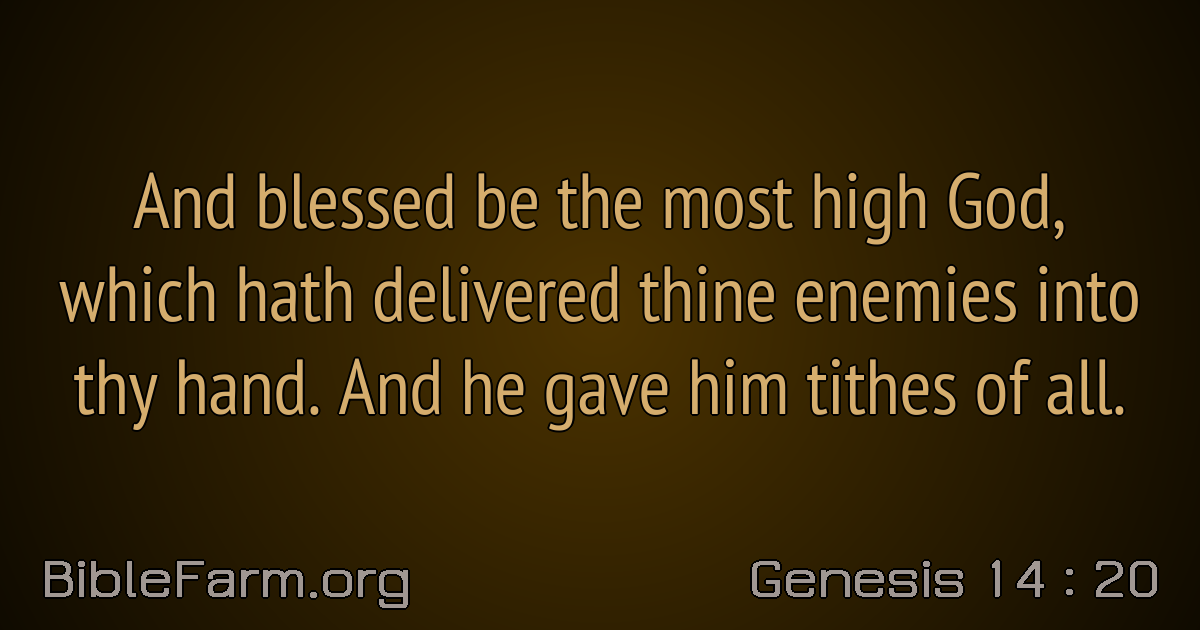 And blessed be the most high God,
which hath delivered thine enemies into
thy hand. And he gave him tithes of all.
BibleFarm.org
Genesis 14 : 20